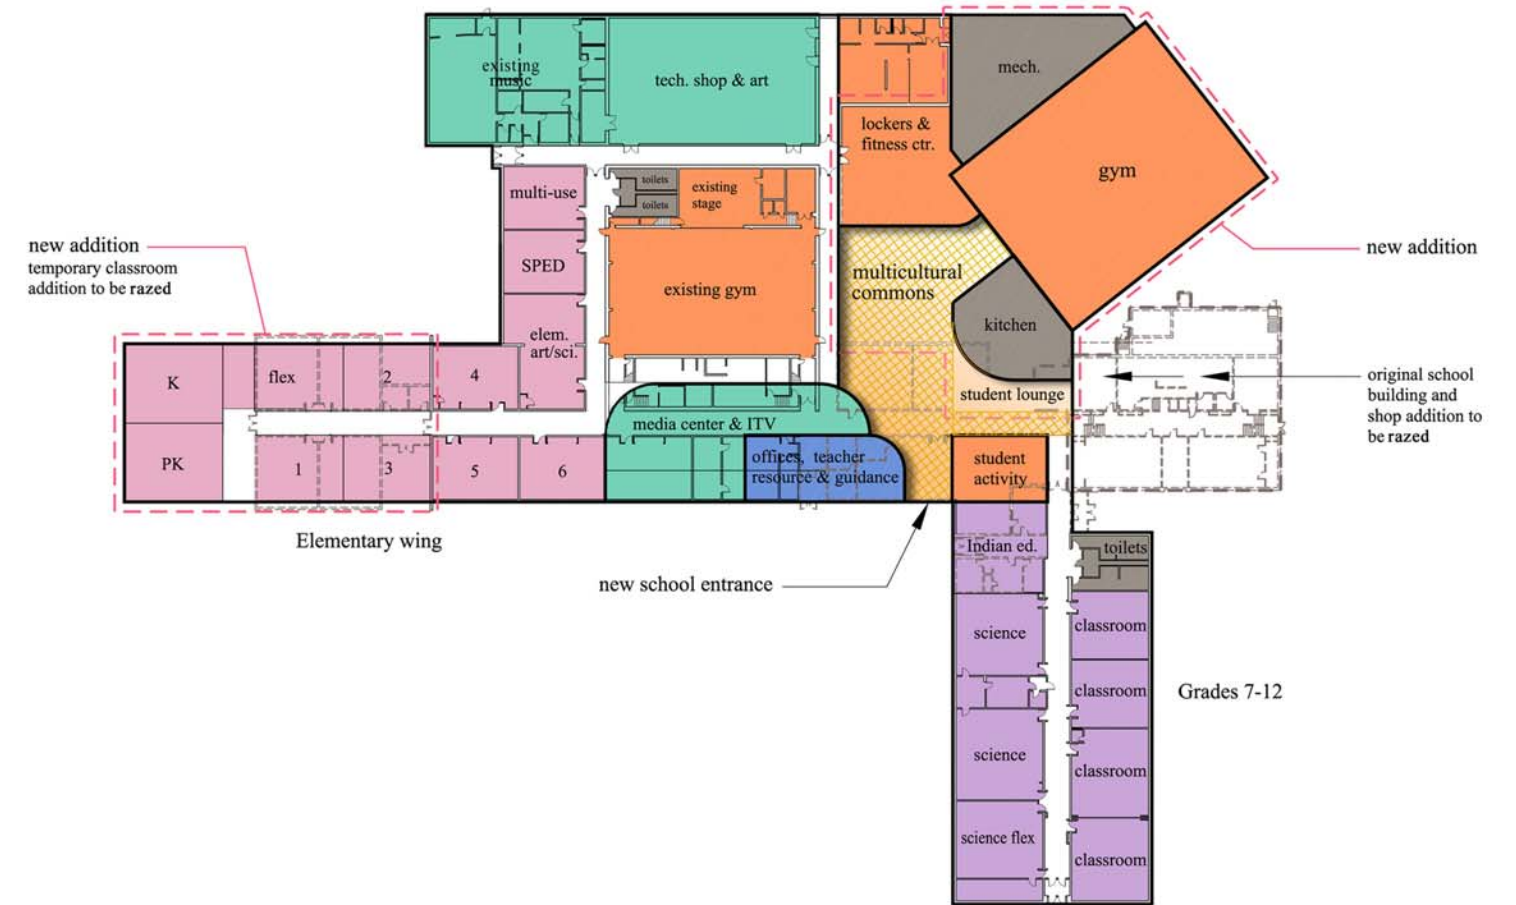 existing
music
tech. shop & art
mech.
lockers &
fitness ctr.
gym
multi-use
toilets
toilets
existing
stage
new addition
temporary classroom
addition to be razed
SPED
existing gym
multicultural
commons
new addition
kitchen
elem.
art/sci.
K
flex
2
4
student lounge
original school
building and
shop addition to
be razed
media center & ITV
PK
1
3
5
6
offices, teacher
resource & guidance
student
activity
Elementary wing
Indian ed.
toilets
new school entrance
science
classroom
classroom
Grades 7-12
science
classroom
science flex
classroom